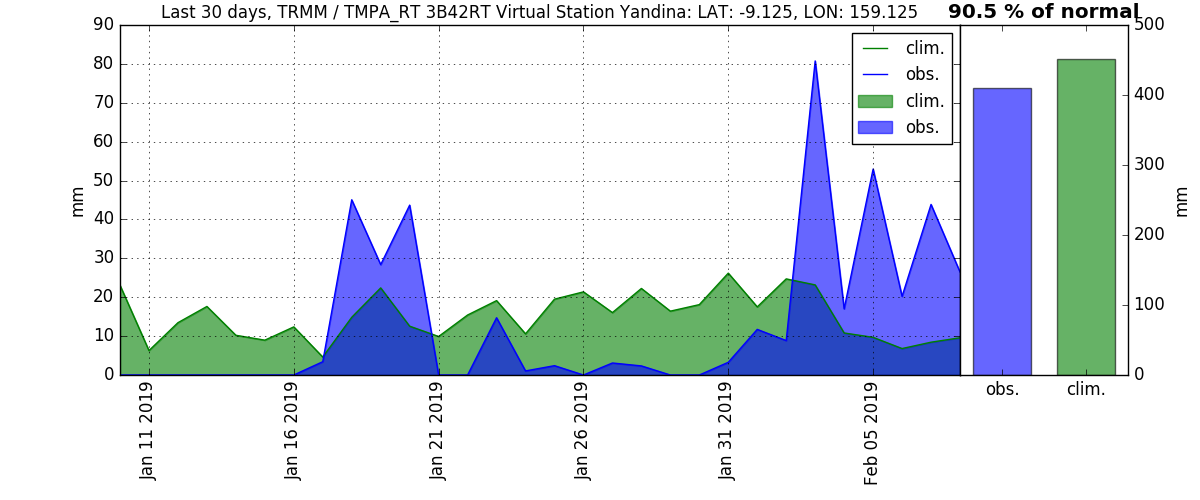 Last 30 days, TRMM / TMPA_RT 3B42RT Virtual Station Yandina: LAT: -9.125, LON: 159.125
90.5 % of normal
90
80
70
60
50
40
30
20
10
0
mm
clim.
obs.
clim.
obs.
Jan 11 2019
Jan 16 2019
Jan 21 2019
Jan 26 2019
Jan 31 2019
Feb 05 2019
500
400
300
200
100
0
mm
obs.
clim.